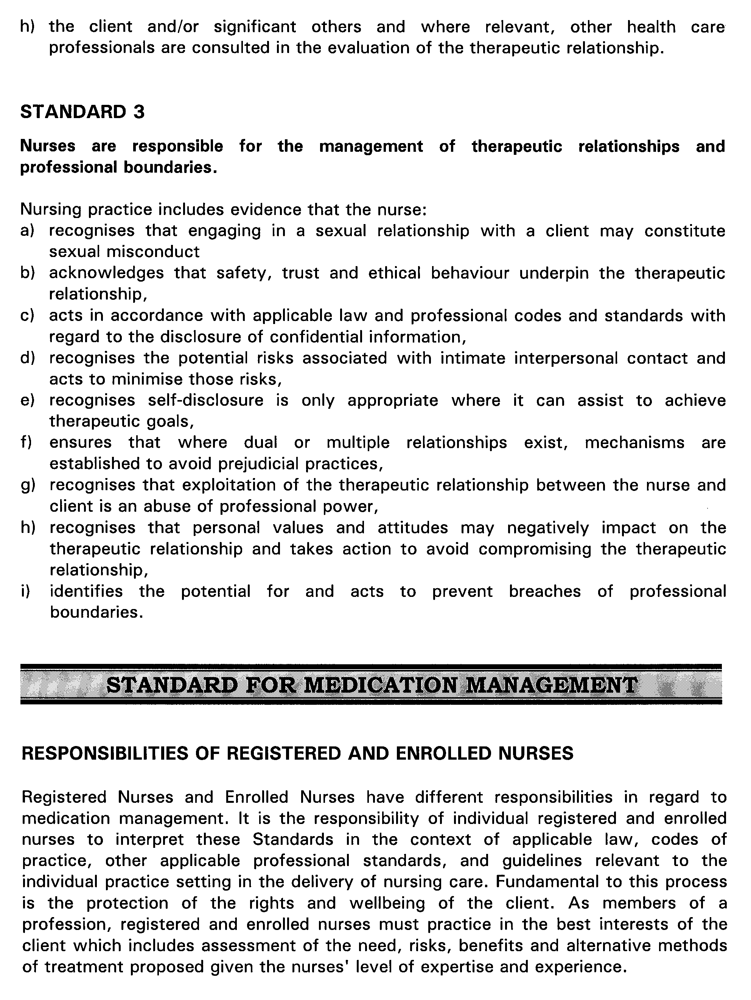 h) the client and/or significant others and where relevant, other health care
professionals are consulted in the evaluation of the therapeutic relationship.
STANDARD 3
Nurses are responsible for the management of therapeutic relationships and
professional boundaries.
Nursing practice includes evidence that the nurse:
a) recognises that engaging in a sexual relationship with a client may constitute
sexual misconduct
b) acknowledges that safety, trust and ethical behaviour underpin the therapeutic
relationship,
c) acts in accordance with applicable law and professional codes and standards with
regard to the disclosure of confidential information,
d) recognises the potential risks associated with intimate interpersonal contact and
acts to minimise those risks,
e) recognises self-disclosure is only appropriate where it can assist to achieve
therapeutic goals,
f) ensures that where dual or multiple relationships exist, mechanisms are
established to avoid prejudicial practices,
g) recognises that exploitation of the therapeutic relationship between the nurse and
client is an abuse of professional power,
h) recognises that personal values and attitudes may negatively impact on the
therapeutic relationship and takes action to avoid compromising the therapeutic
relationship,
i) identifies the potential for and acts to prevent breaches of professional
boundaries.
STANDARD FOR MEDICATION MANAGEMENT
RESPONSIBILITIES OF REGISTERED AND ENROLLED NURSES
Registered Nurses and Enrolled Nurses have different responsibilities in regard to
medication management. It is the responsibility of individual registered and enrolled
nurses to interpret these Standards in the context of applicable law, codes of
practice, other applicable professional standards, and guidelines relevant to the
individual practice setting in the delivery of nursing care. Fundamental to this process
is the protection of the rights and wellbeing of the client. As members of a
profession, registered and enrolled nurses must practice in the best interests of the
client which includes assessment of the need, risks, benefits and alternative methods
of treatment proposed given the nurses' level of expertise and experience.